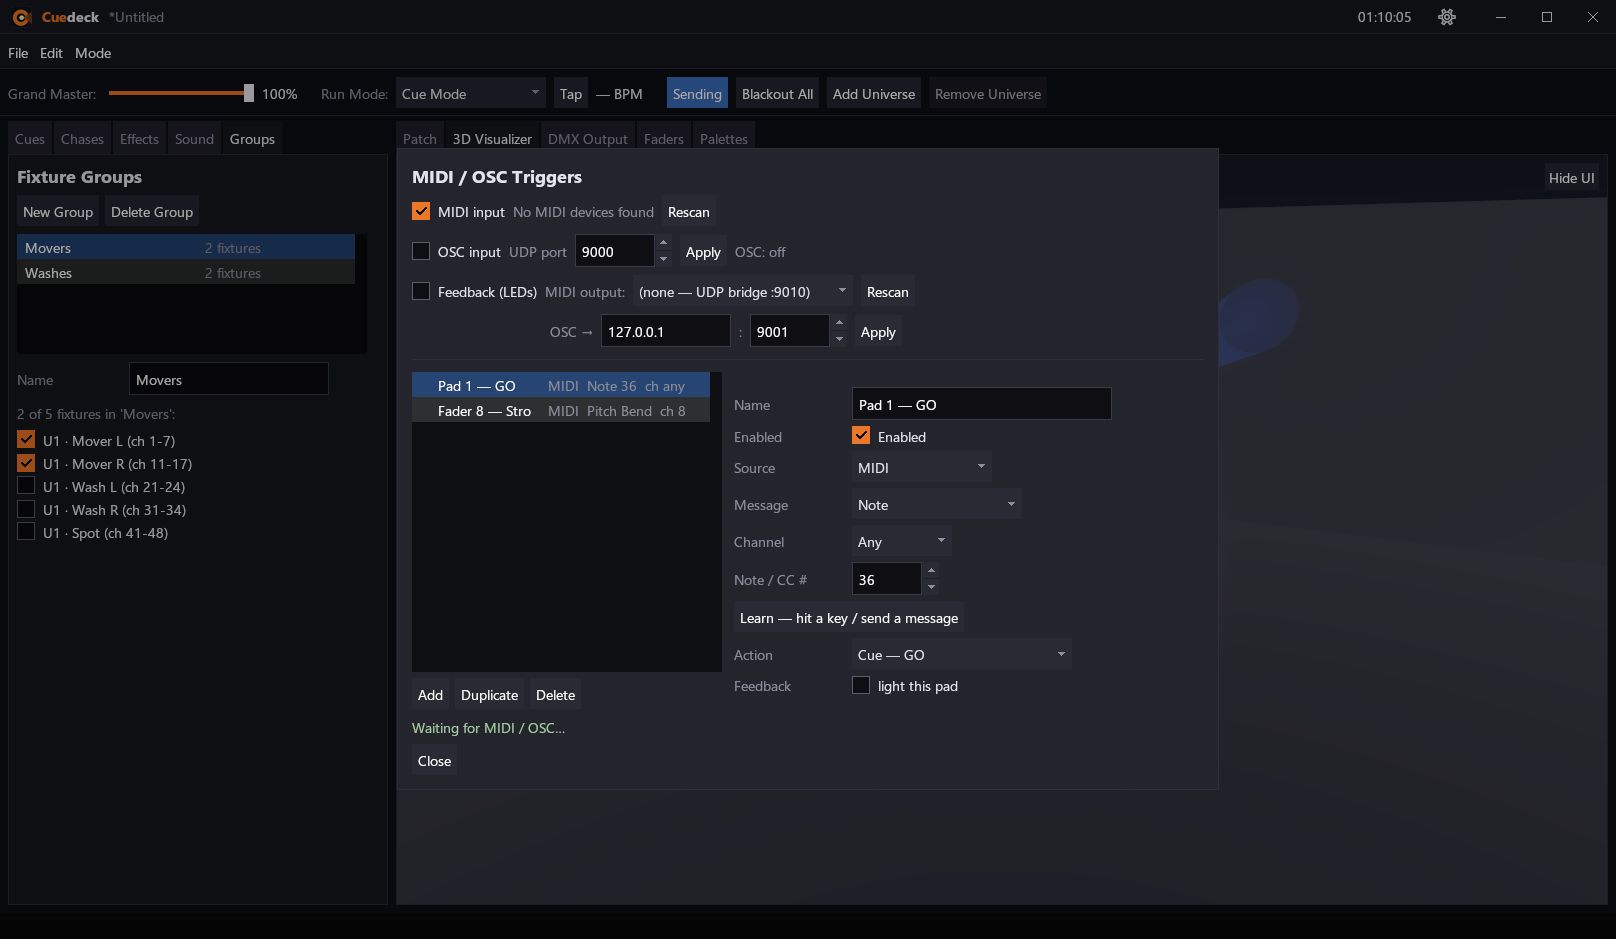 Cuedeck *Untitled 01:10:05
File Edit Mode
Grand Master: 100% Run Mode: Cue Mode Tap — BPM Sending Blackout All Add Universe Remove Universe
Cues Chases Effects Sound Groups Patch 3D Visualizer DMX Output Faders Palettes
Fixture Groups
New Group Delete Group
Movers 2 fixtures
Washes 2 fixtures
Name Movers
2 of 5 fixtures in 'Movers':
U1 · Mover L (ch 1-7)
U1 · Mover R (ch 11-17)
U1 · Wash L (ch 21-24)
U1 · Wash R (ch 31-34)
U1 · Spot (ch 41-48)
Hide UI
MIDI / OSC Triggers
MIDI input No MIDI devices found Rescan
OSC input UDP port 9000 Apply OSC: off
Feedback (LEDs) MIDI output: (none — UDP bridge :9010) Rescan
OSC → 127.0.0.1 : 9001 Apply
Pad 1 — GO MIDI Note 36 ch any
Fader 8 — Stro MIDI Pitch Bend ch 8
Add Duplicate Delete
Waiting for MIDI / OSC...
Close
Name Pad 1 — GO
Enabled Enabled
Source MIDI
Message Note
Channel Any
Note / CC # 36
Learn — hit a key / send a message
Action Cue — GO
Feedback light this pad